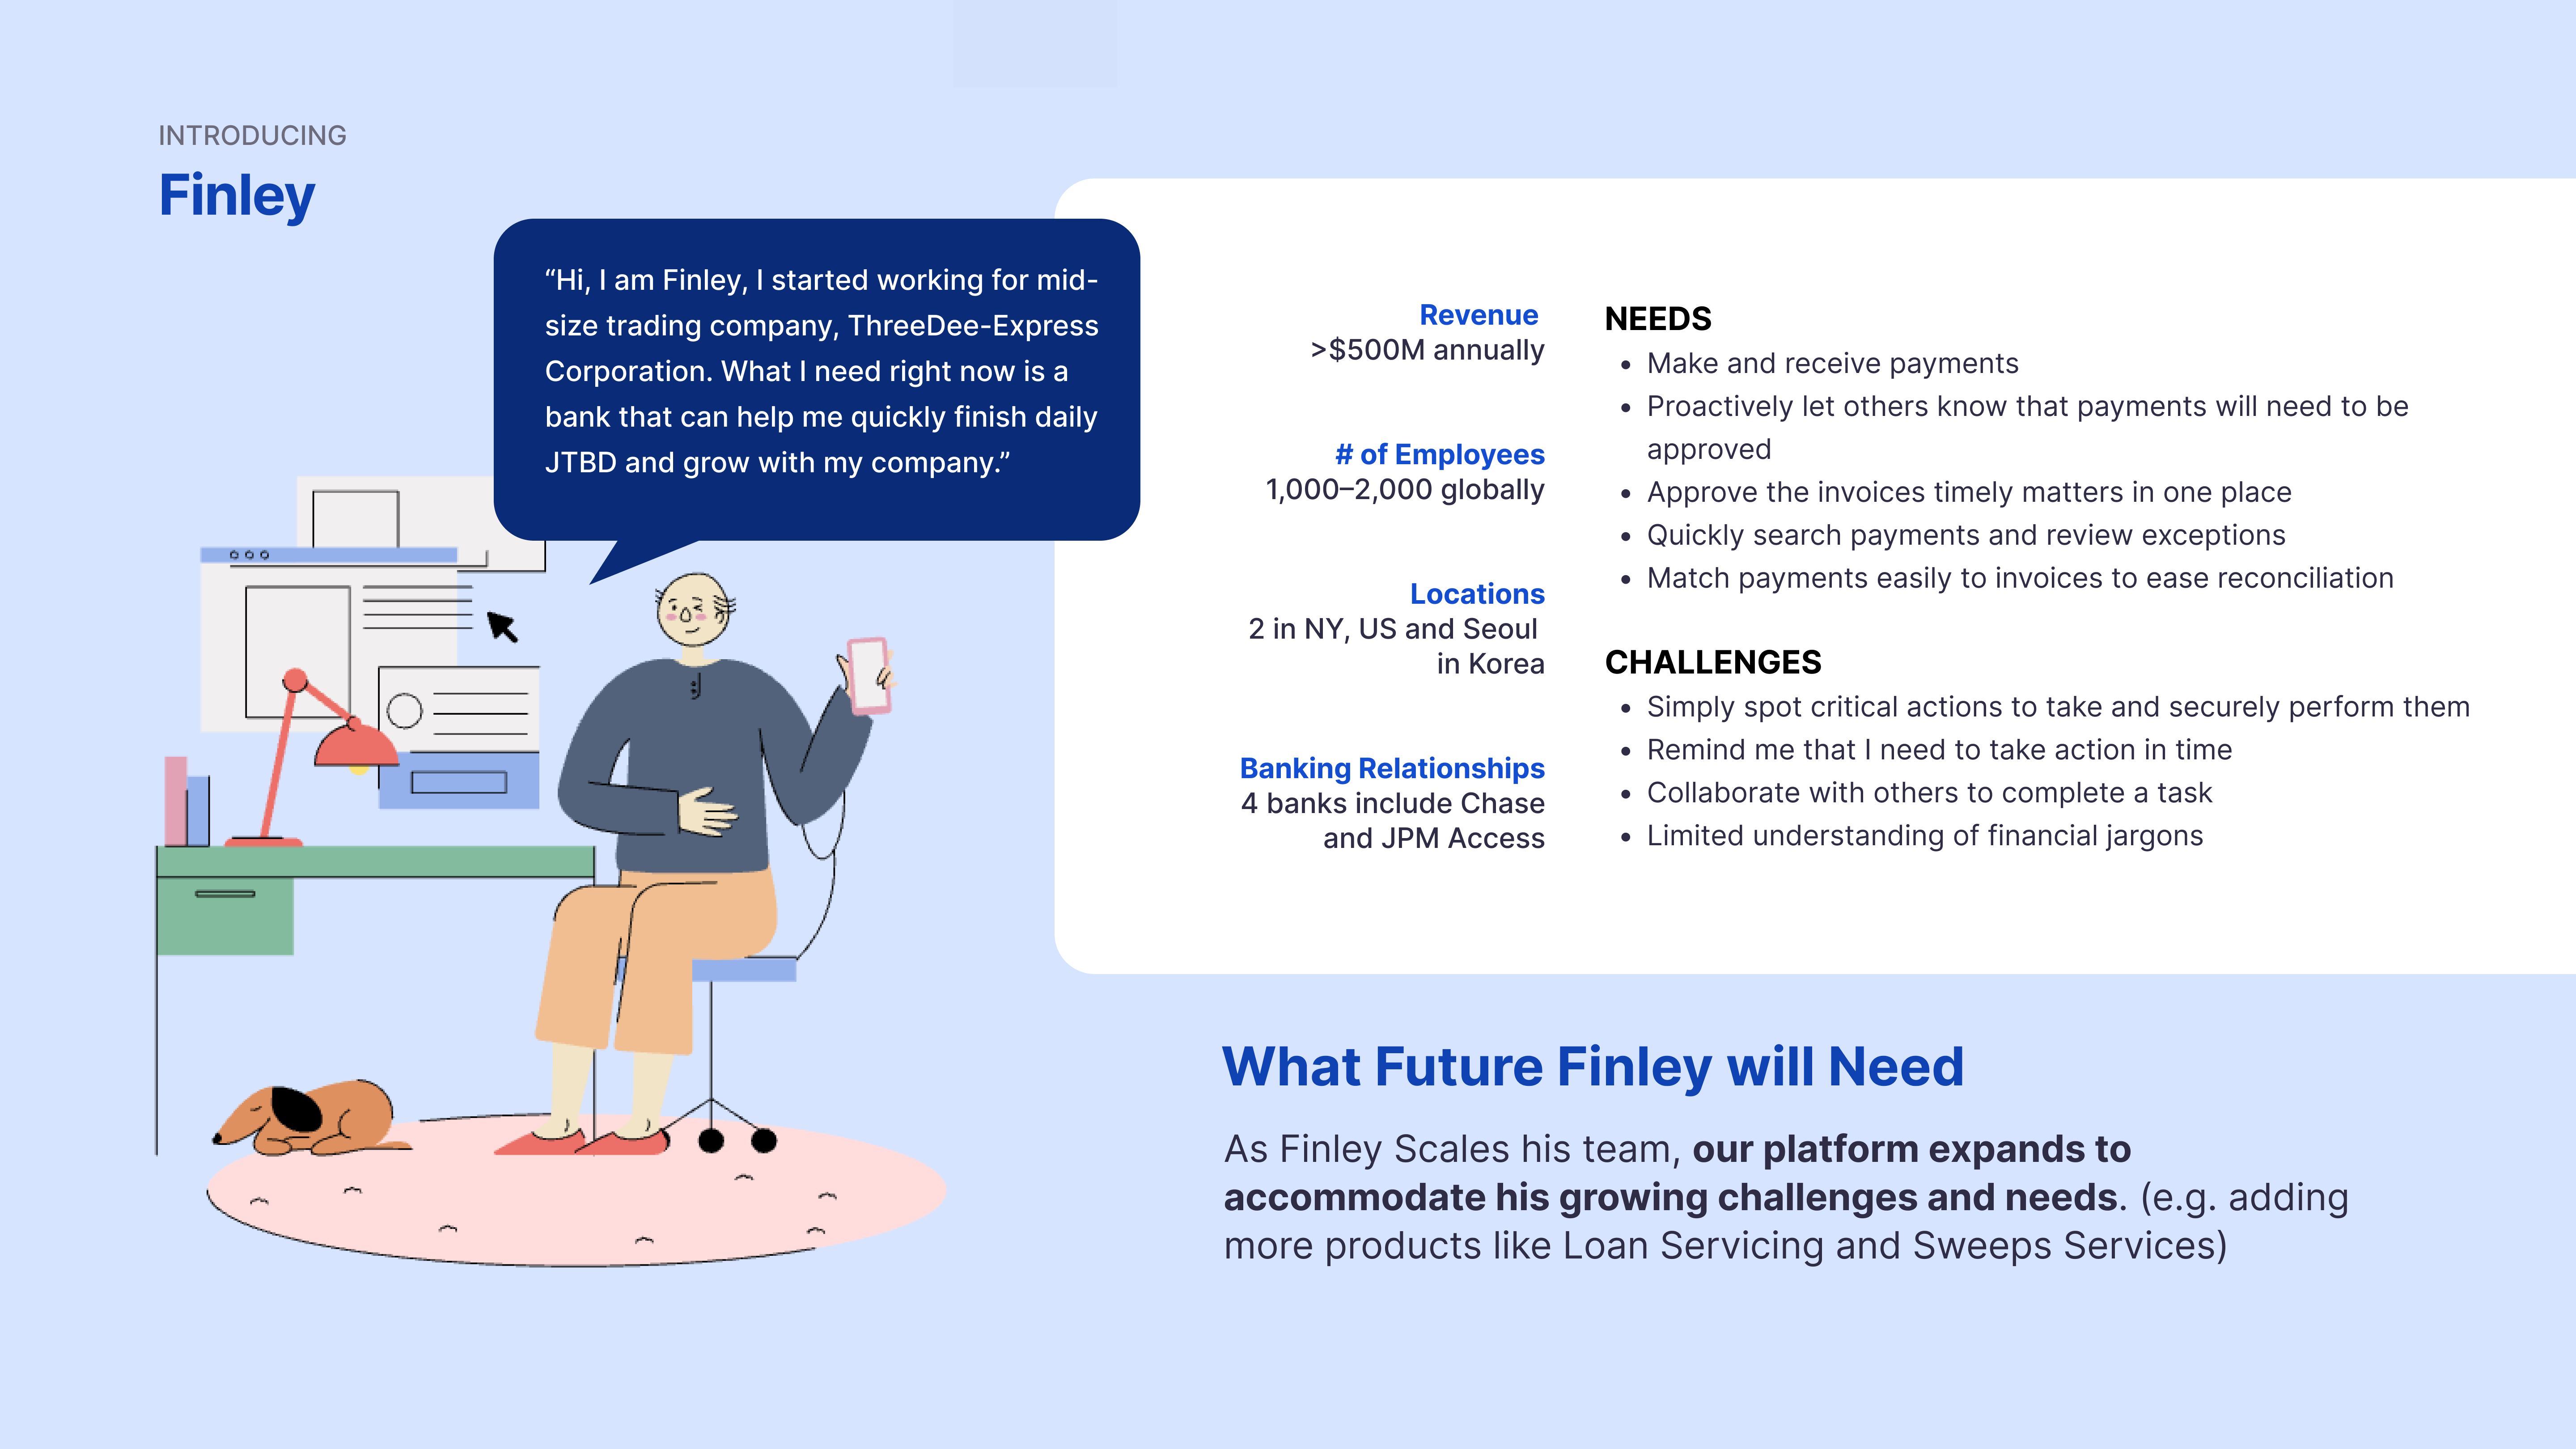 INTRODUCING
Finley
“Hi, I am Finley, I started working for mid-
size trading company, ThreeDee-Express
Corporation. What I need right now is a
bank that can help me quickly finish daily
JTBD and grow with my company.”
Revenue
>$500M annually
# of Employees
1,000–2,000 globally
Locations
2 in NY, US and Seoul
in Korea
Banking Relationships
4 banks include Chase
and JPM Access
NEEDS
• Make and receive payments
• Proactively let others know that payments will need to be
approved
• Approve the invoices timely matters in one place
• Quickly search payments and review exceptions
• Match payments easily to invoices to ease reconciliation
CHALLENGES
• Simply spot critical actions to take and securely perform them
• Remind me that I need to take action in time
• Collaborate with others to complete a task
• Limited understanding of financial jargons
What Future Finley will Need
As Finley Scales his team, our platform expands to
accommodate his growing challenges and needs. (e.g. adding
more products like Loan Servicing and Sweeps Services)